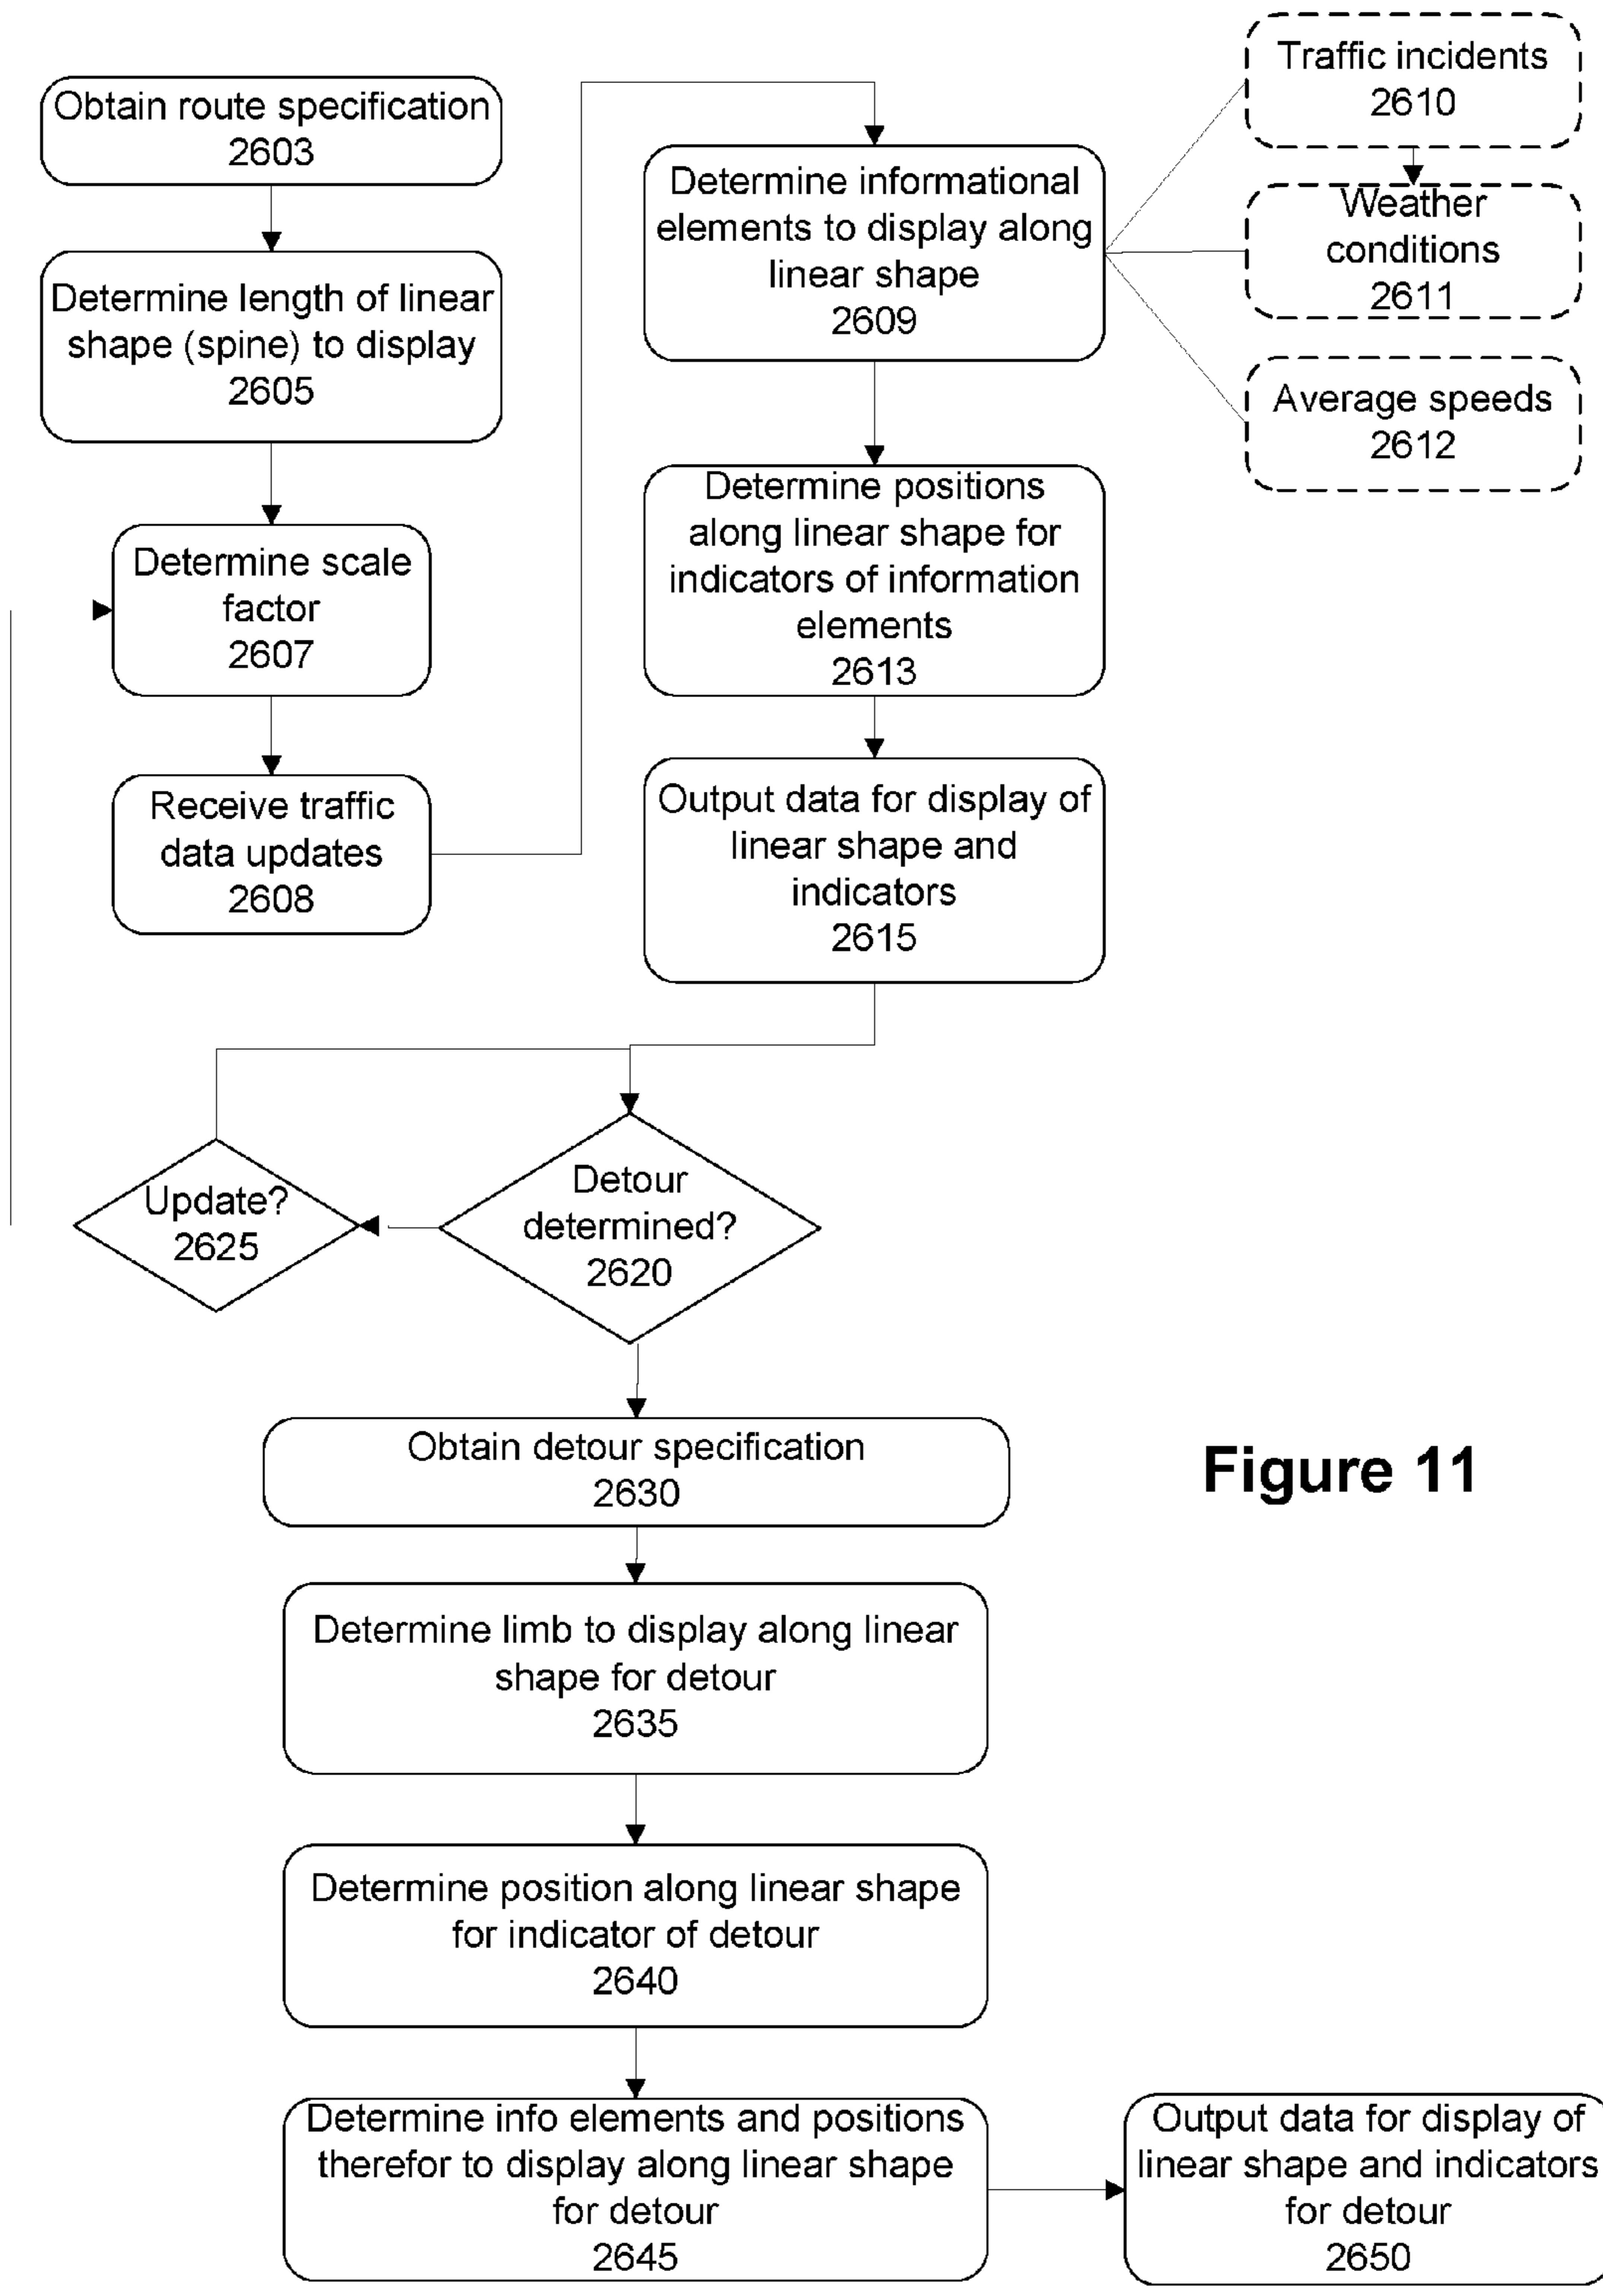 Obtain route specification
2603
Determine length of linear
shape (spine) to display
2605
Determine scale
factor
2607
Receive traffic
data updates
2608
Determine informational
elements to display along
linear shape
2609
Traffic incidents
2610
Weather
conditions
2611
Average speeds
2612
Determine positions
along linear shape for
indicators of information
elements
2613
Output data for display of
linear shape and
indicators
2615
Detour
determined?
2620
Update?
2625
Obtain detour specification
2630
Figure 11
Determine limb to display along linear
shape for detour
2635
Determine position along linear shape
for indicator of detour
2640
Determine info elements and positions
therefor to display along linear shape
for detour
2645
Output data for display of
linear shape and indicators
for detour
2650